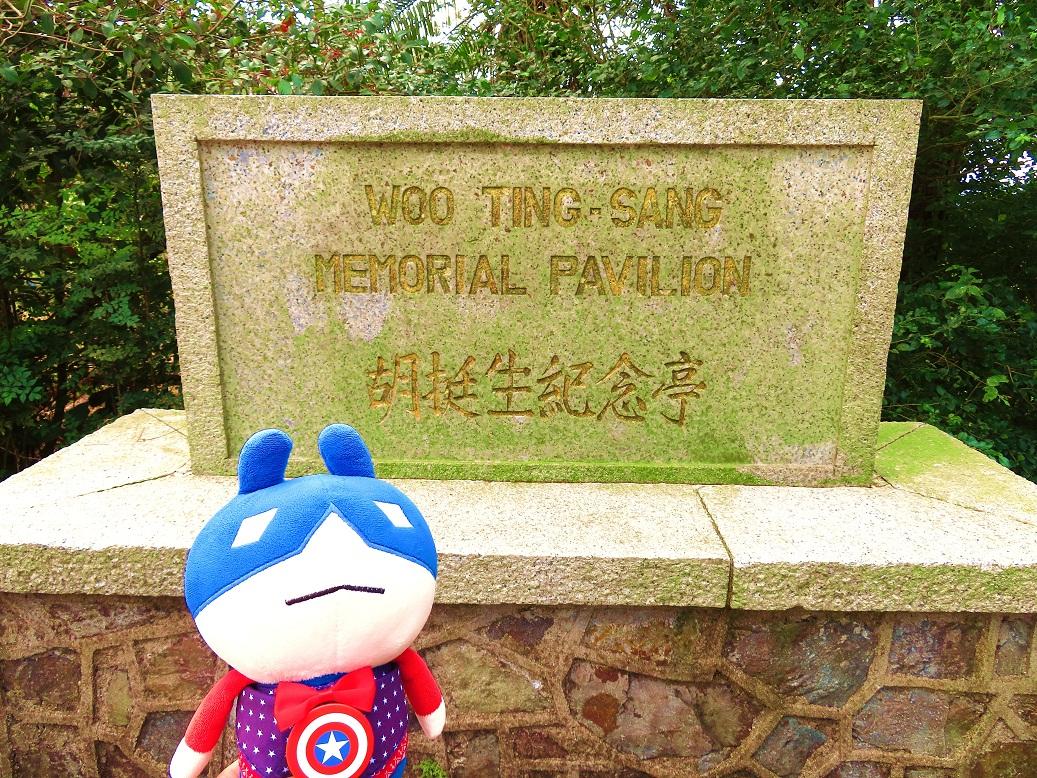 WOO TING-SANG
MEMORIAL PAVILION
胡挺生紀念亭